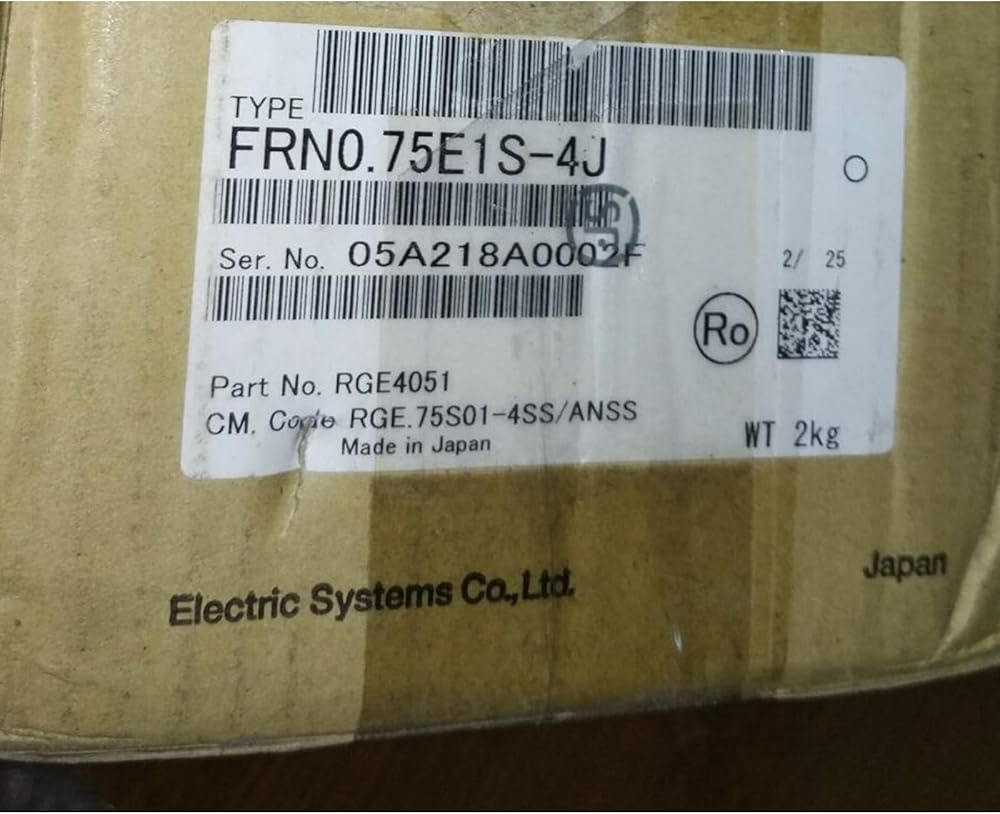 TYPE
FRN0.75E1S-4J
Ser. No. 05A218A0002F
2/ 25
Ro
Part No. RGE4051
CM. Code RGE.75S01-4SS/ANSS
Made in Japan
WT 2kg
Electric Systems Co.,Ltd.
Japan